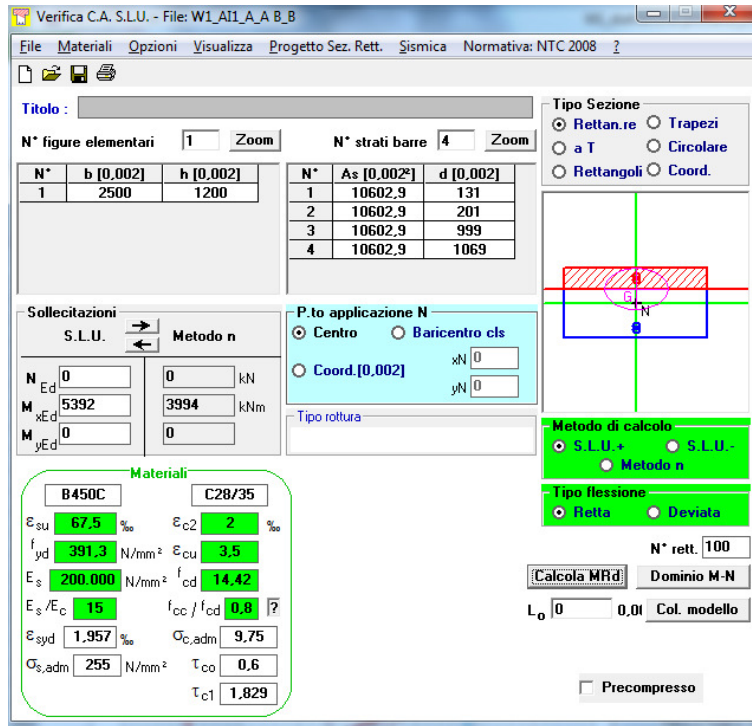 Verifica C.A. S.L.U. - File: W1_AI1_A_A B_B
File Materiali Opzioni Visualizza Progetto Sez. Rett. Sismica Normativa: NTC 2008 ?
Titolo :
N° figure elementari 1 Zoom
N° strati barre 4 Zoom
N° b [0,002] h [0,002]
1 2500 1200
N° As [0,002²] d [0,002]
1 10602,9 131
2 10602,9 201
3 10602,9 999
4 10602,9 1069
Tipo Sezione
Rettan.re Trapezi
a T Circolare
Rettangoli Coord.
G
N
Sollecitazioni
S.L.U. Metodo n
N Ed 0 0 kN
M xEd 5392 3994 kNm
M yEd 0 0
P.to applicazione N
Centro Baricentro cls
Coord.[0,002] xN 0
yN 0
Tipo rottura
Metodo di calcolo
S.L.U.+ S.L.U.-
Metodo n
Tipo flessione
Retta Deviata
N° rett. 100
Calcola MRd Dominio M-N
L o 0 0,00 Col. modello
Precompresso
Materiali
B450C C28/35
εsu 67,5 ‰ εc2 2 ‰
fyd 391,3 N/mm² εcu 3,5
Es 200.000 N/mm² fcd 14,42
Es /Ec 15 fcc / fcd 0,8 ?
εsyd 1,957 ‰ σc,adm 9,75
σs,adm 255 N/mm² τco 0,6
τc1 1,829